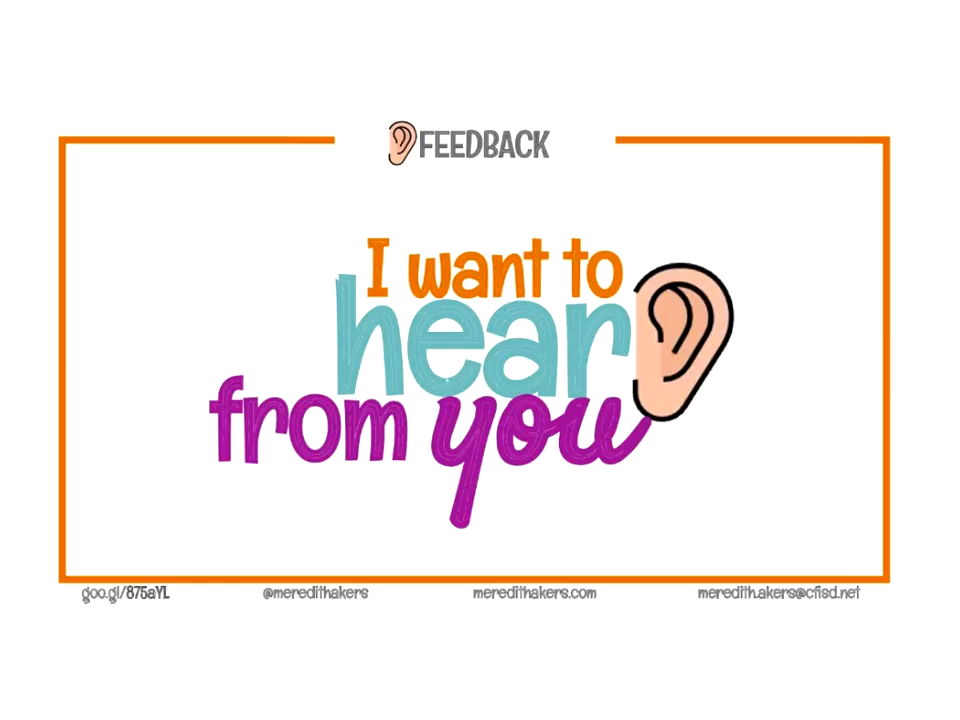 FEEDBACK
I want to
hear
from you
goo.gl/875aYL @meredithakers meredithakers.com meredith.akers@cfisd.net